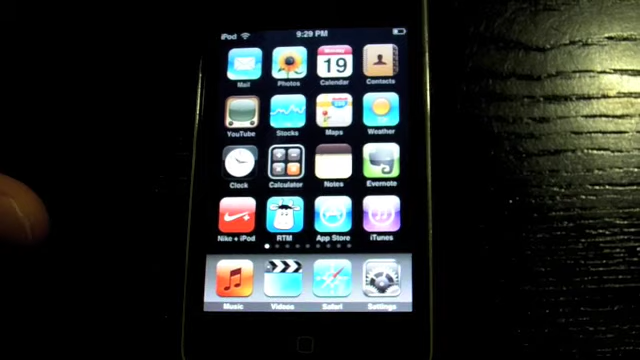 iPod 9:29 PM
Mail Photos Calendar Contacts
19
YouTube Stocks Maps Weather
Clock Calculator Notes Evernote
Nike + iPod RTM App Store iTunes
Music Videos Safari Settings